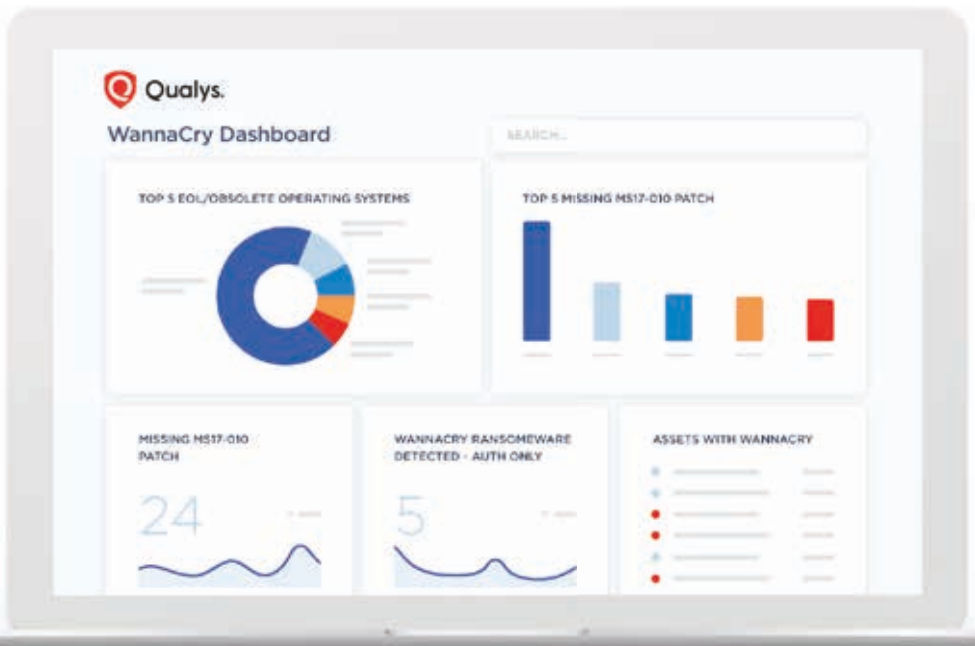 Qualys.
WannaCry Dashboard
SEARCH...
TOP 5 EOL/OBSOLETE OPERATING SYSTEMS
TOP 5 MISSING MS17-010 PATCH
MISSING MS17-010
PATCH
24
WANNACRY RANSOMEWARE
DETECTED - AUTH ONLY
5
ASSETS WITH WANNACRY